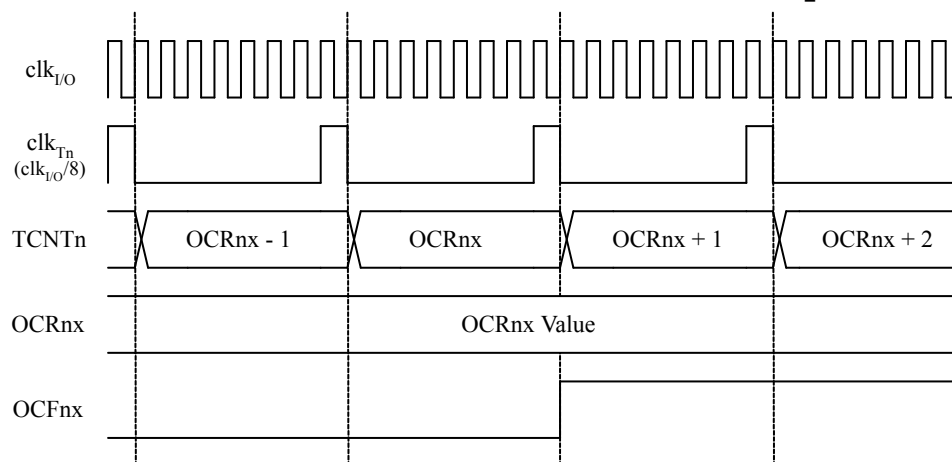 clkI/O
clkTn
(clkI/O/8)
TCNTn
OCRnx - 1
OCRnx
OCRnx + 1
OCRnx + 2
OCRnx
OCRnx Value
OCFnx